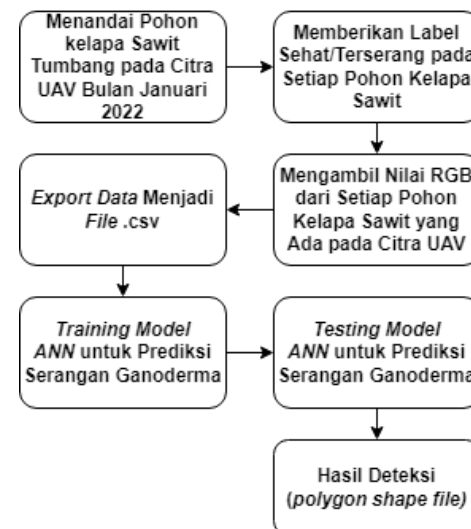 Menandai Pohon
kelapa Sawit
Tumbang pada Citra
UAV Bulan Januari
2022
Memberikan Label
Sehat/Terserang pada
Setiap Pohon Kelapa
Sawit
Mengambil Nilai RGB
dari Setiap Pohon
Kelapa Sawit yang
Ada pada Citra UAV
Export Data Menjadi
File .csv
Training Model
ANN untuk Prediksi
Serangan Ganoderma
Testing Model
ANN untuk Prediksi
Serangan Ganoderma
Hasil Deteksi
(polygon shape file)